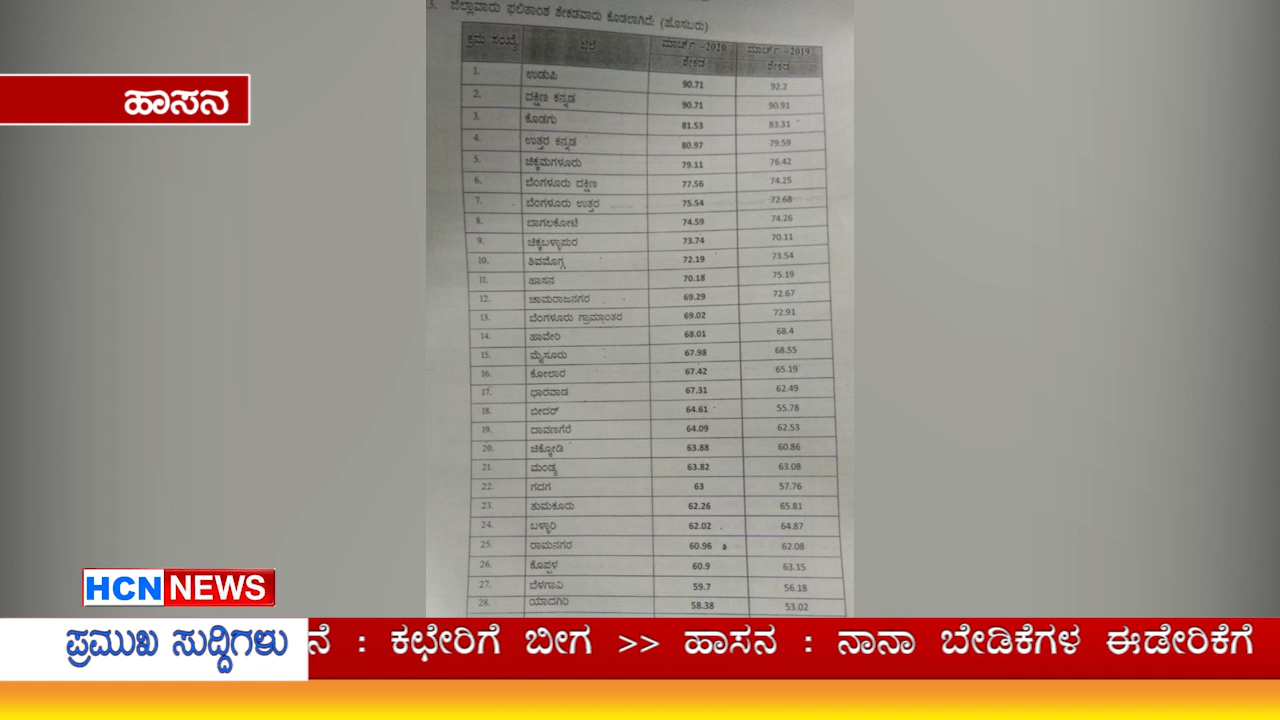 3. ಜಿಲ್ಲಾವಾರು ಫಲಿತಾಂಶ ಶೇಕಡವಾರು ಕೊಡಲಾಗಿದೆ: (ಹೊಸಬರು)
ಕ್ರಮ ಸಂಖ್ಯೆ ಜಿಲ್ಲೆ ಮಾರ್ಚ್ -2020 ಮಾರ್ಚ್ -2019
ಶೇಕಡ ಶೇಕಡ
1. ಉಡುಪಿ 90.71 92.2
2. ದಕ್ಷಿಣ ಕನ್ನಡ 90.71 90.91
3. ಕೊಡಗು 81.53 83.31
4. ಉತ್ತರ ಕನ್ನಡ 80.97 79.59
5. ಚಿಕ್ಕಮಗಳೂರು 79.11 76.42
6. ಬೆಂಗಳೂರು ದಕ್ಷಿಣ 77.56 74.25
7. ಬೆಂಗಳೂರು ಉತ್ತರ 75.54 72.68
8. ಬಾಗಲಕೋಟೆ 74.59 74.26
9. ಚಿಕ್ಕಬಳ್ಳಾಪುರ 73.74 70.11
10. ಶಿವಮೊಗ್ಗ 72.19 73.54
11. ಹಾಸನ 70.18 75.19
12. ಚಾಮರಾಜನಗರ 69.29 72.67
13. ಬೆಂಗಳೂರು ಗ್ರಾಮಾಂತರ 69.02 72.91
14. ಹಾವೇರಿ 68.01 68.4
15. ಮೈಸೂರು 67.98 68.55
16. ಕೋಲಾರ 67.42 65.19
17. ಧಾರವಾಡ 67.31 62.49
18. ಬೀದರ್ 64.61 55.78
19. ದಾವಣಗೆರೆ 64.09 62.53
20. ಚಿಕ್ಕೋಡಿ 63.88 60.86
21. ಮಂಡ್ಯ 63.82 63.08
22. ಗದಗ 63 57.76
23. ತುಮಕೂರು 62.26 65.81
24. ಬಳ್ಳಾರಿ 62.02 64.87
25. ರಾಮನಗರ 60.96 62.08
26. ಕೊಪ್ಪಳ 60.9 63.15
27. ಬೆಳಗಾವಿ 59.7 56.18
28. ಯಾದಗಿರಿ 58.38 53.02
ಹಾಸನ
HCN NEWS
ಪ್ರಮುಖ ಸುದ್ದಿಗಳು
ನೆ : ಕಛೇರಿಗೆ ಬೀಗ >> ಹಾಸನ : ನಾನಾ ಬೇಡಿಕೆಗಳ ಈಡೇರಿಕೆಗೆ